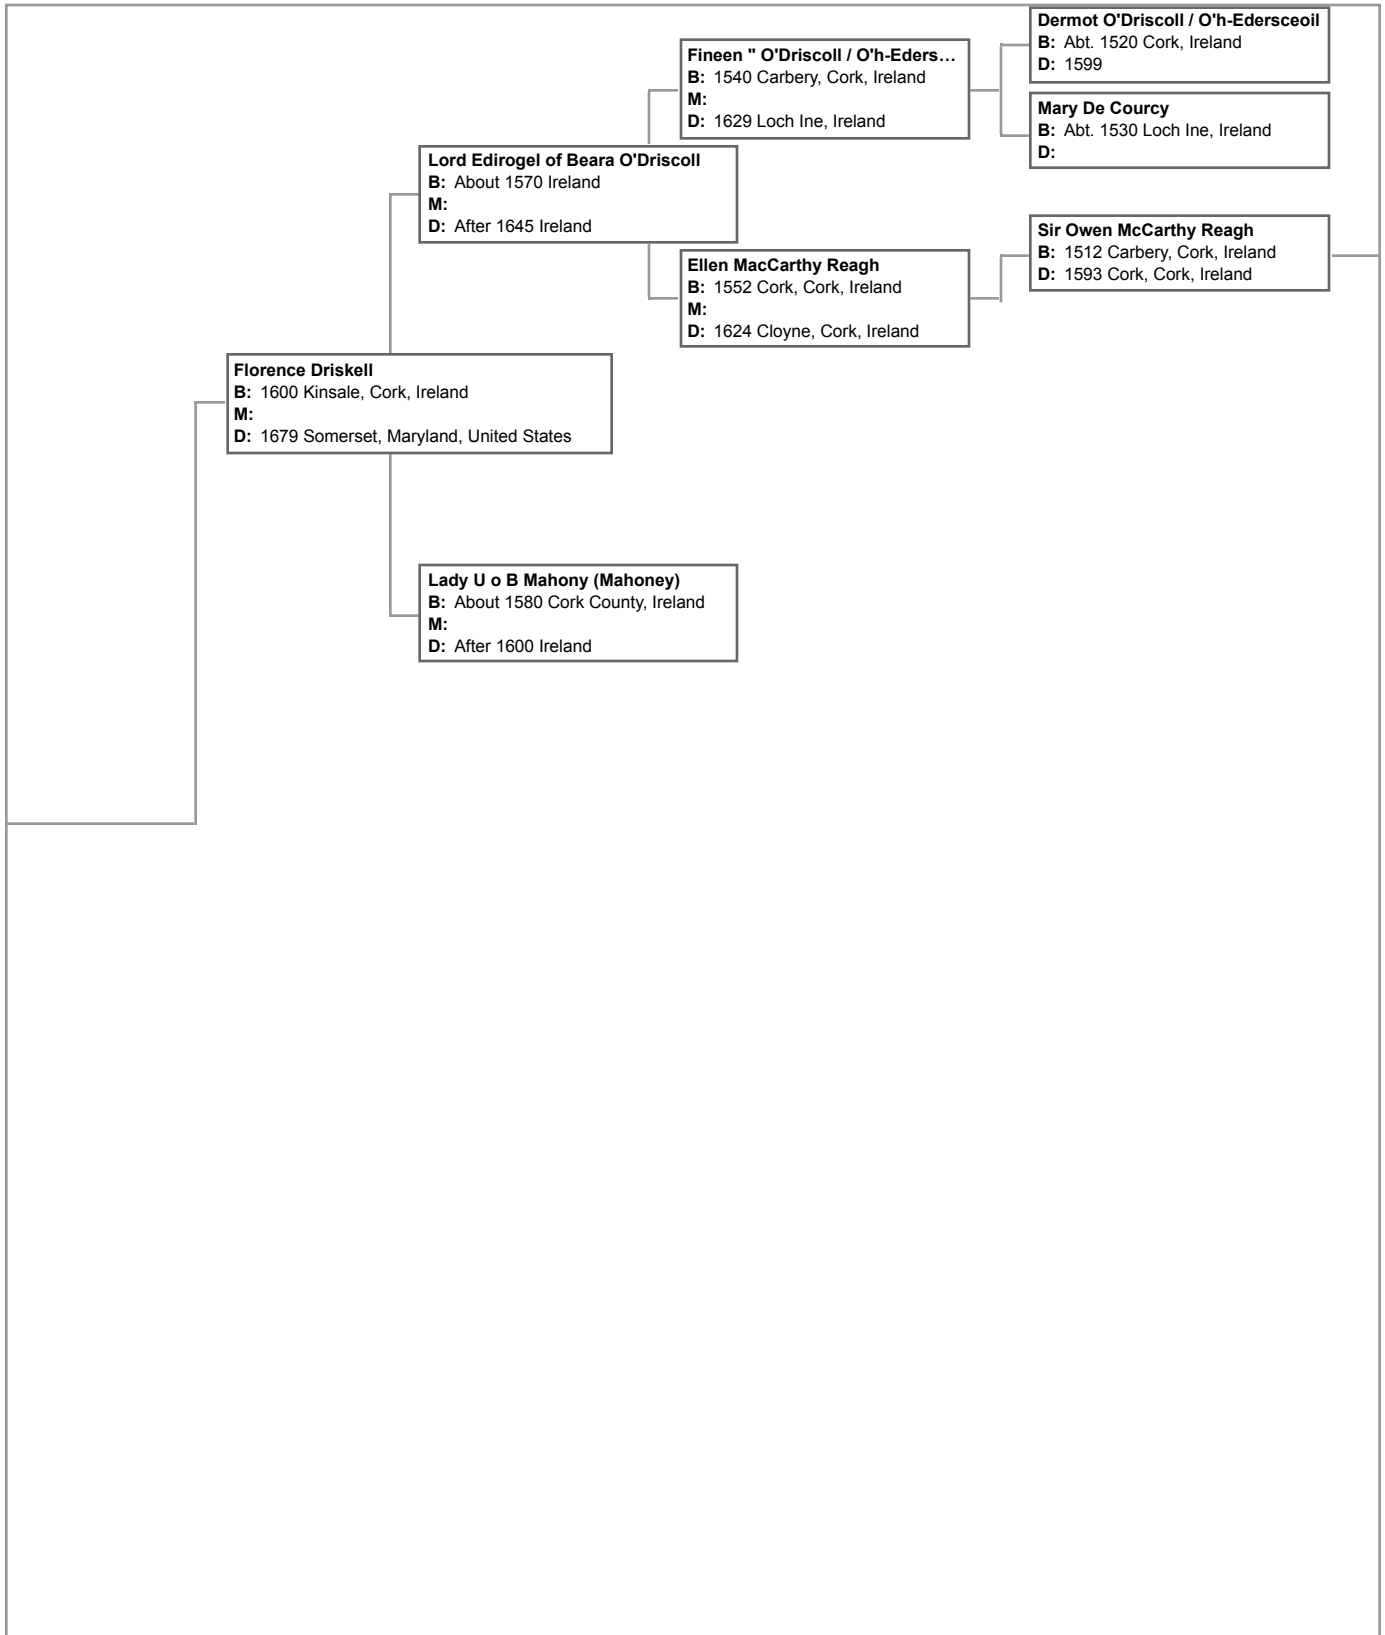 Dermot O'Driscoll / O'h-Edersceoil
B: Abt. 1520 Cork, Ireland
D: 1599
Fineen " O'Driscoll / O'h-Eders…
B: 1540 Carbery, Cork, Ireland
M:
D: 1629 Loch Ine, Ireland
Mary De Courcy
B: Abt. 1530 Loch Ine, Ireland
D:
Lord Edirogel of Beara O'Driscoll
B: About 1570 Ireland
M:
D: After 1645 Ireland
Sir Owen McCarthy Reagh
B: 1512 Carbery, Cork, Ireland
D: 1593 Cork, Cork, Ireland
Ellen MacCarthy Reagh
B: 1552 Cork, Cork, Ireland
M:
D: 1624 Cloyne, Cork, Ireland
Florence Driskell
B: 1600 Kinsale, Cork, Ireland
M:
D: 1679 Somerset, Maryland, United States
Lady U o B Mahony (Mahoney)
B: About 1580 Cork County, Ireland
M:
D: After 1600 Ireland